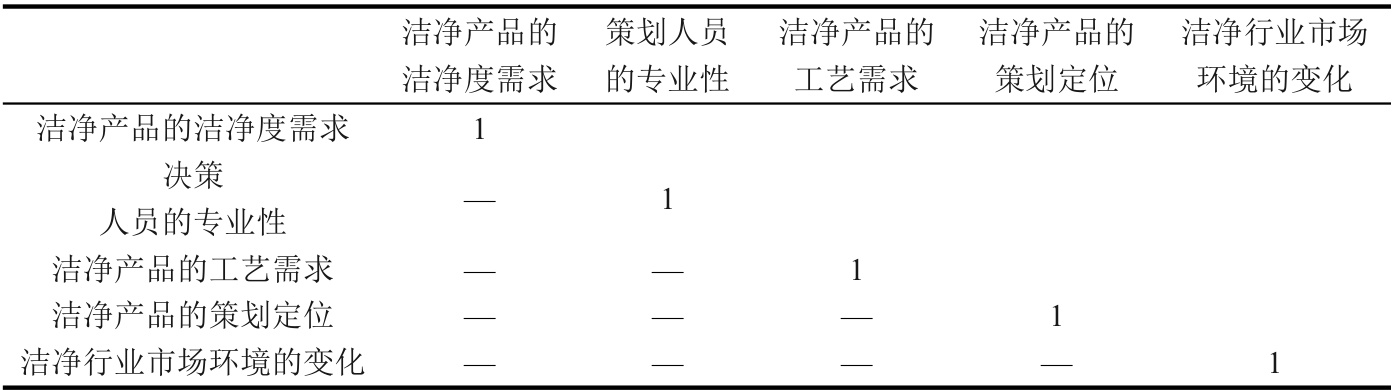 洁净产品的 策划人员 洁净产品的 洁净产品的 洁净行业市场
洁净度需求 的专业性 工艺需求 策划定位 环境的变化
洁净产品的洁净度需求 1
决策
— 1
人员的专业性
洁净产品的工艺需求 — — 1
洁净产品的策划定位 — — — 1
洁净行业市场环境的变化 — — — — 1